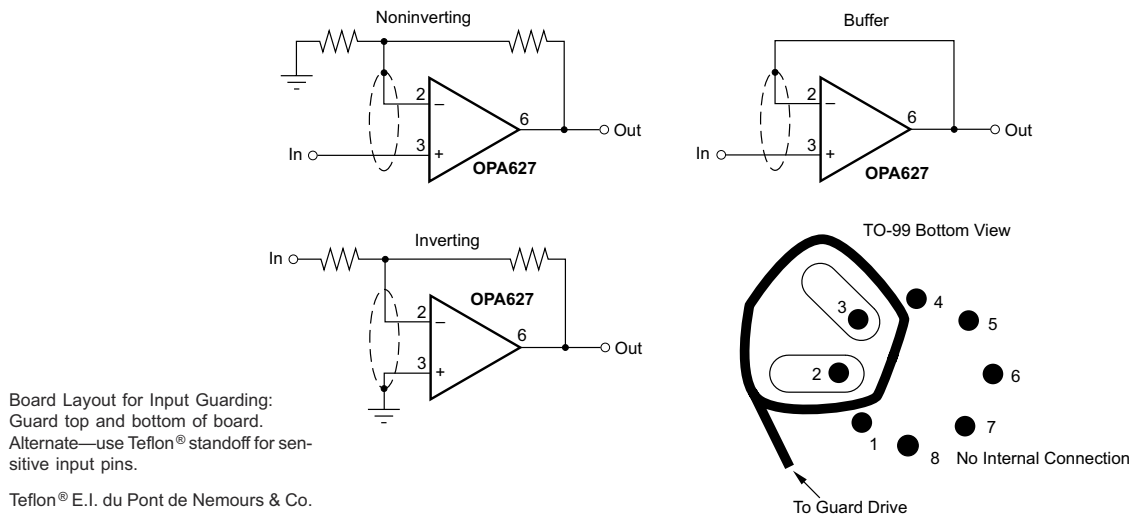 Noninverting
2
–
6
Out
3
+
In
OPA627
Buffer
2
–
6
Out
3
+
In
OPA627
Inverting
In
OPA627
2
–
6
Out
3
+
TO-99 Bottom View
3
4
5
2
6
1
7
8 No Internal Connection
To Guard Drive
Board Layout for Input Guarding:
Guard top and bottom of board.
Alternate—use Teflon® standoff for sen-
sitive input pins.
Teflon® E.I. du Pont de Nemours & Co.